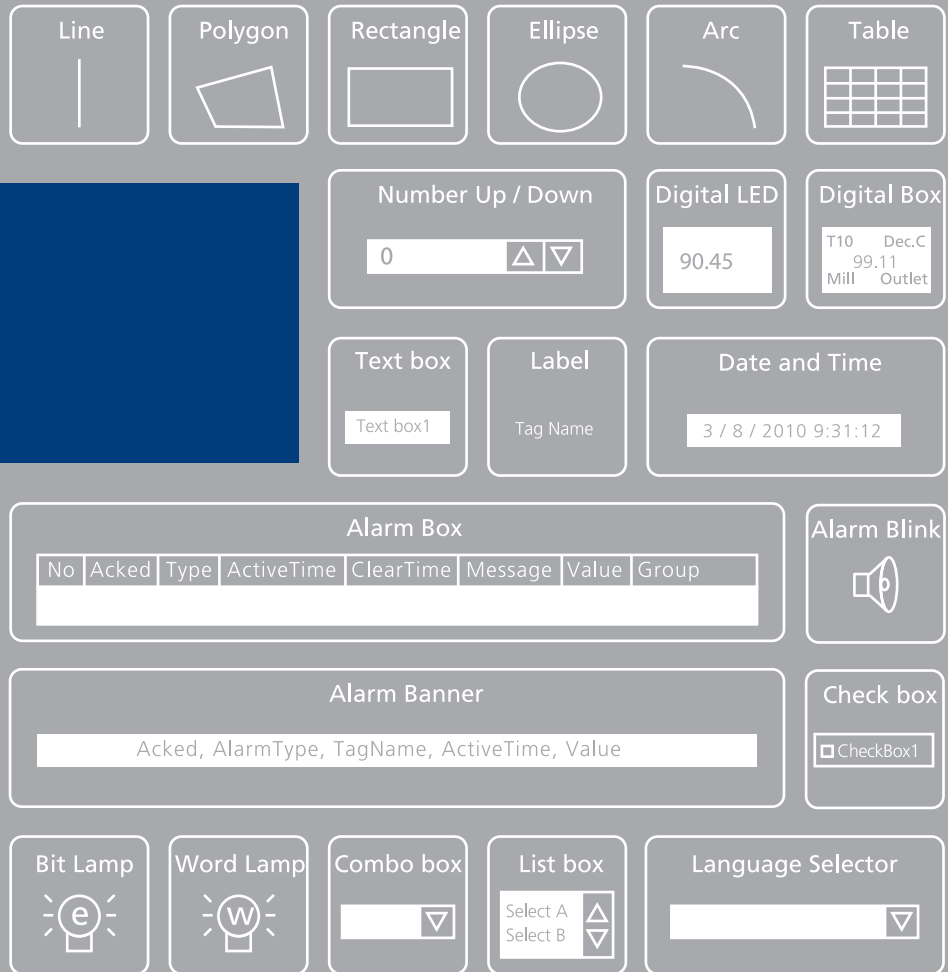 Line
Polygon
Rectangle
Ellipse
Arc
Table
Number Up / Down
0
Digital LED
90.45
Digital Box
T10 Dec.C
99.11
Mill Outlet
Text box
Text box1
Label
Tag Name
Date and Time
3 / 8 / 2010 9:31:12
Alarm Box
No Acked Type ActiveTime ClearTime Message Value Group
Alarm Blink
Alarm Banner
Acked, AlarmType, TagName, ActiveTime, Value
Check box
CheckBox1
Bit Lamp
e
Word Lamp
w
Combo box
List box
Select A
Select B
Language Selector